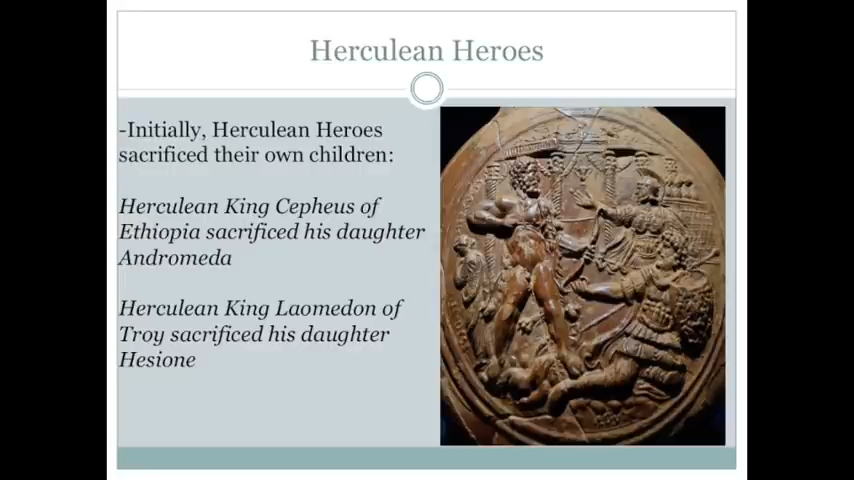 Herculean Heroes
-Initially, Herculean Heroes
sacrificed their own children:
Herculean King Cepheus of
Ethiopia sacrificed his daughter
Andromeda
Herculean King Laomedon of
Troy sacrificed his daughter
Hesione